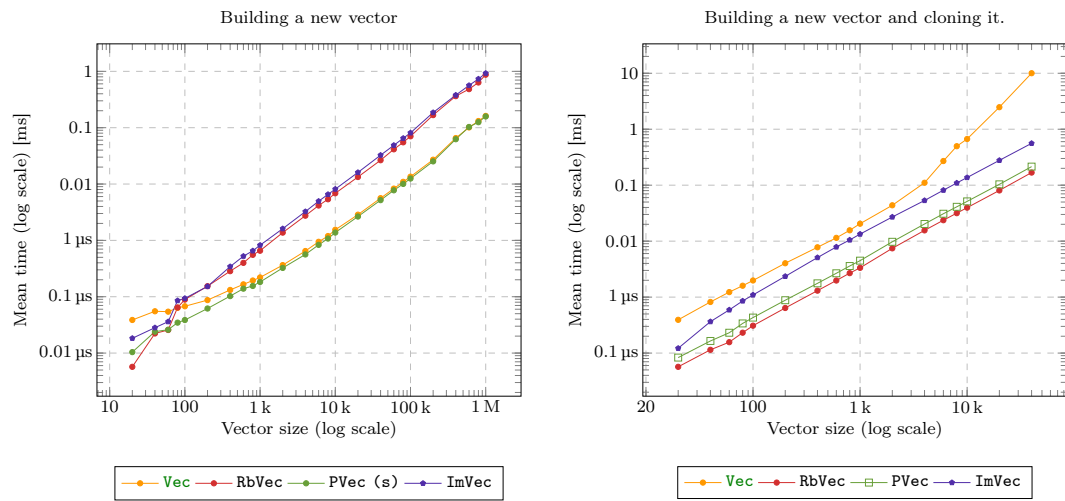 Building a new vector
1
0.1
0.01
1 µs
0.1 µs
0.01 µs
Mean time (log scale) [ms]
10 100 1 k 10 k 100 k 1 M
Vector size (log scale)
Vec RbVec PVec (s) ImVec
Building a new vector and cloning it.
10
1
0.1
0.01
1 µs
0.1 µs
Mean time (log scale) [ms]
20 100 1 k 10 k
Vector size (log scale)
Vec RbVec PVec ImVec